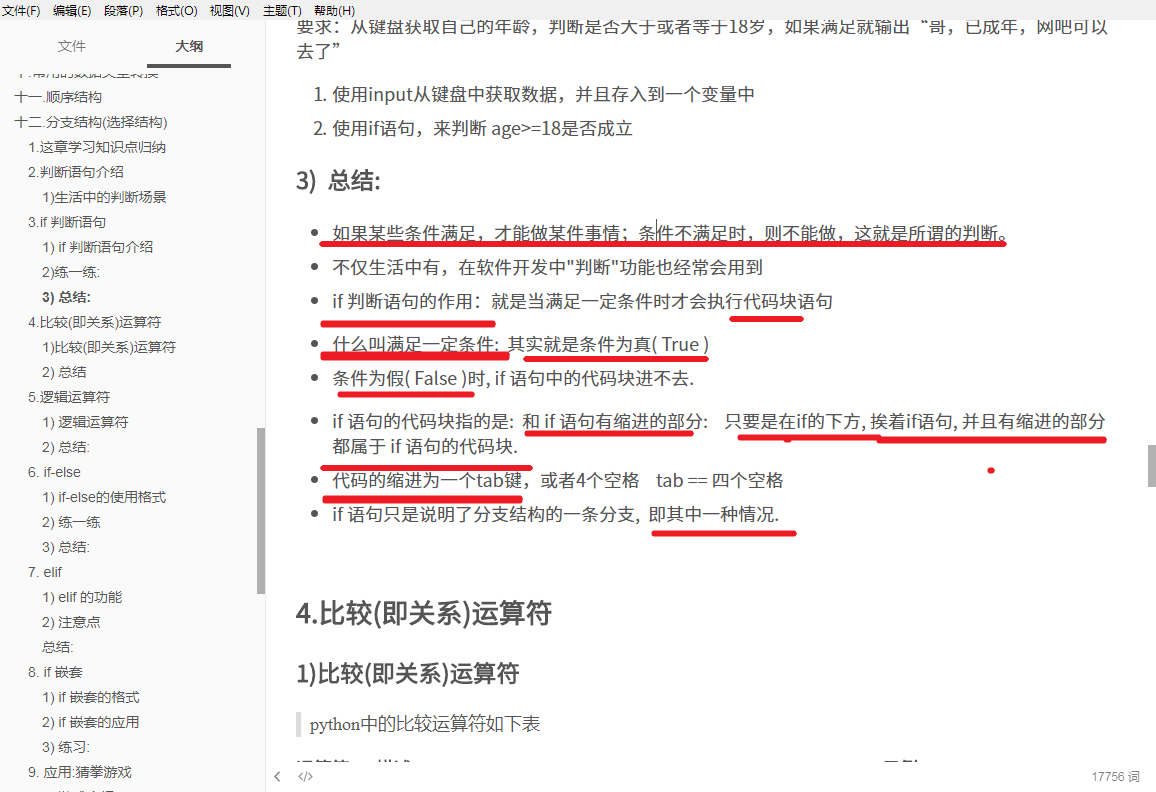 文件(F) 编辑(E) 段落(P) 格式(O) 视图(V) 主题(T) 帮助(H)
文件 大纲
十.常用的数据类型转换
十一.顺序结构
十二.分支结构(选择结构)
1.这章学习知识点归纳
2.判断语句介绍
1)生活中的判断场景
3.if 判断语句
1) if 判断语句介绍
2)练一练:
3) 总结:
4.比较(即关系)运算符
1)比较(即关系)运算符
2) 总结
5.逻辑运算符
1) 逻辑运算符
2) 总结:
6. if-else
1) if-else的使用格式
2) 练一练
3) 总结:
7. elif
1) elif 的功能
2) 注意点
总结:
8. if 嵌套
1) if 嵌套的格式
2) if 嵌套的应用
3) 练习:
9. 应用:猜拳游戏
要求：从键盘获取自己的年龄，判断是否大于或者等于18岁，如果满足就输出“哥，已成年，网吧可以
去了”
1. 使用input从键盘中获取数据，并且存入到一个变量中
2. 使用if语句，来判断 age>=18是否成立
3) 总结:
如果某些条件满足，才能做某件事情；条件不满足时，则不能做，这就是所谓的判断。
不仅生活中有，在软件开发中"判断"功能也经常会用到
if 判断语句的作用：就是当满足一定条件时才会执行代码块语句
什么叫满足一定条件: 其实就是条件为真( True )
条件为假( False )时, if 语句中的代码块进不去.
if 语句的代码块指的是: 和 if 语句有缩进的部分: 只要是在if的下方, 挨着if语句, 并且有缩进的部分
都属于 if 语句的代码块.
代码的缩进为一个tab键，或者4个空格 tab == 四个空格
if 语句只是说明了分支结构的一条分支, 即其中一种情况.
4.比较(即关系)运算符
1)比较(即关系)运算符
python中的比较运算符如下表
</> 17756 词